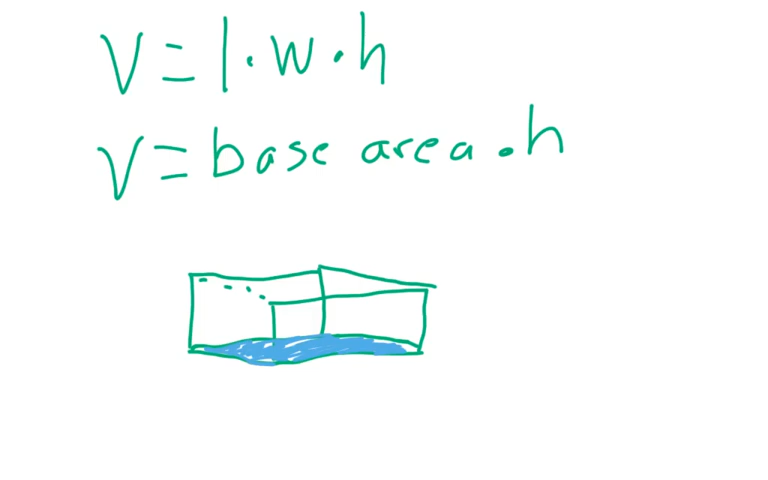 V = l · w · h
V = base area · h